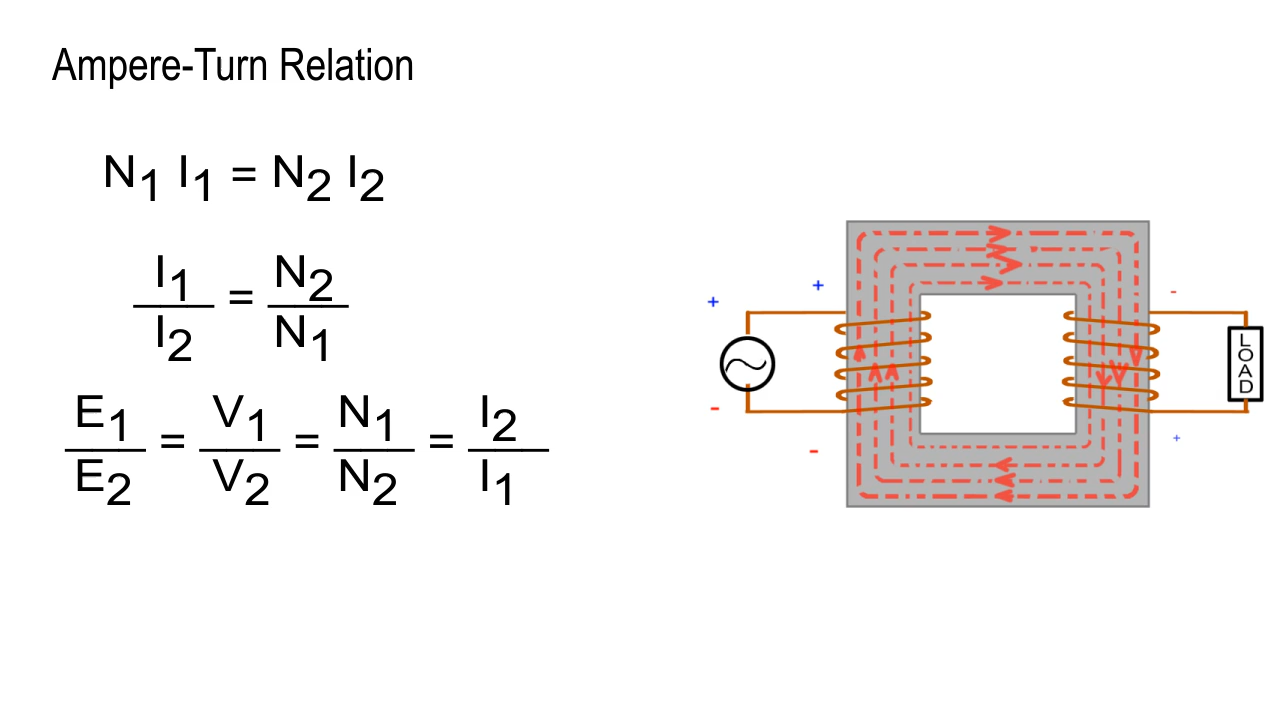 Ampere-Turn Relation
N1 I1 = N2 I2
I1 / I2 = N2 / N1
E1 / E2 = V1 / V2 = N1 / N2 = I2 / I1
+
+
-
-
-
+
LOAD